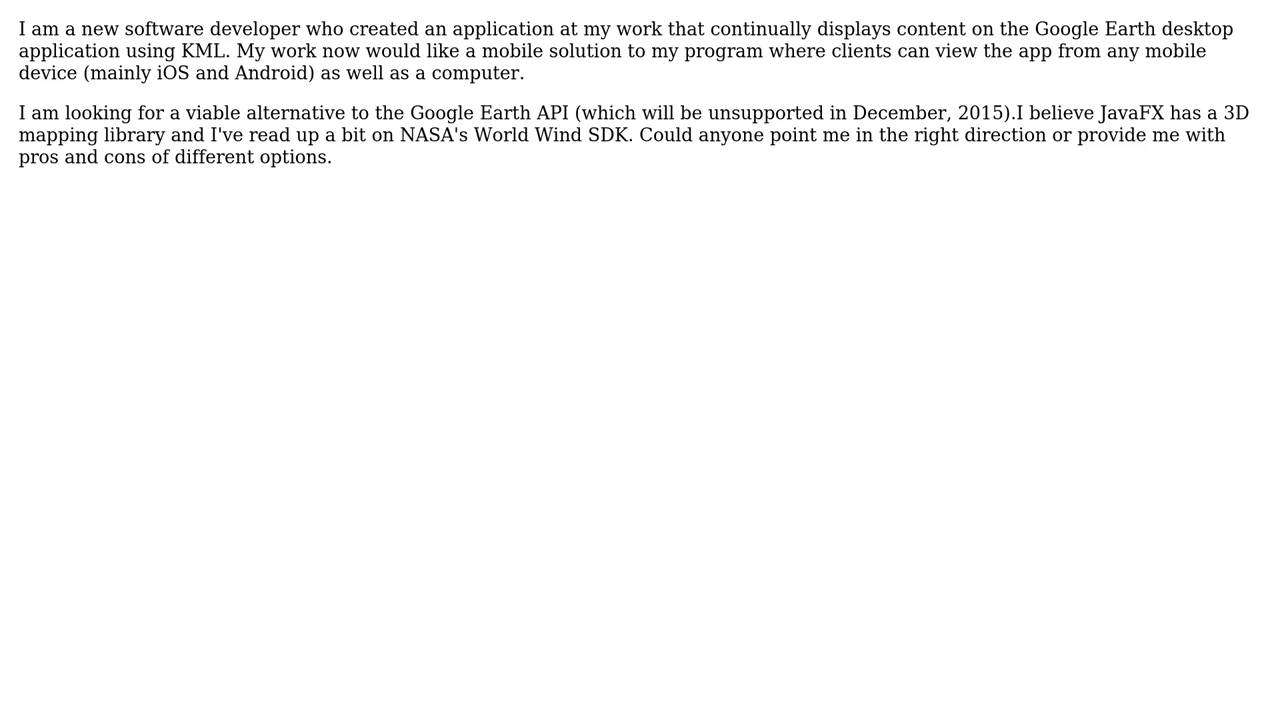 I am a new software developer who created an application at my work that continually displays content on the Google Earth desktop
application using KML. My work now would like a mobile solution to my program where clients can view the app from any mobile
device (mainly iOS and Android) as well as a computer.
I am looking for a viable alternative to the Google Earth API (which will be unsupported in December, 2015).I believe JavaFX has a 3D
mapping library and I've read up a bit on NASA's World Wind SDK. Could anyone point me in the right direction or provide me with
pros and cons of different options.